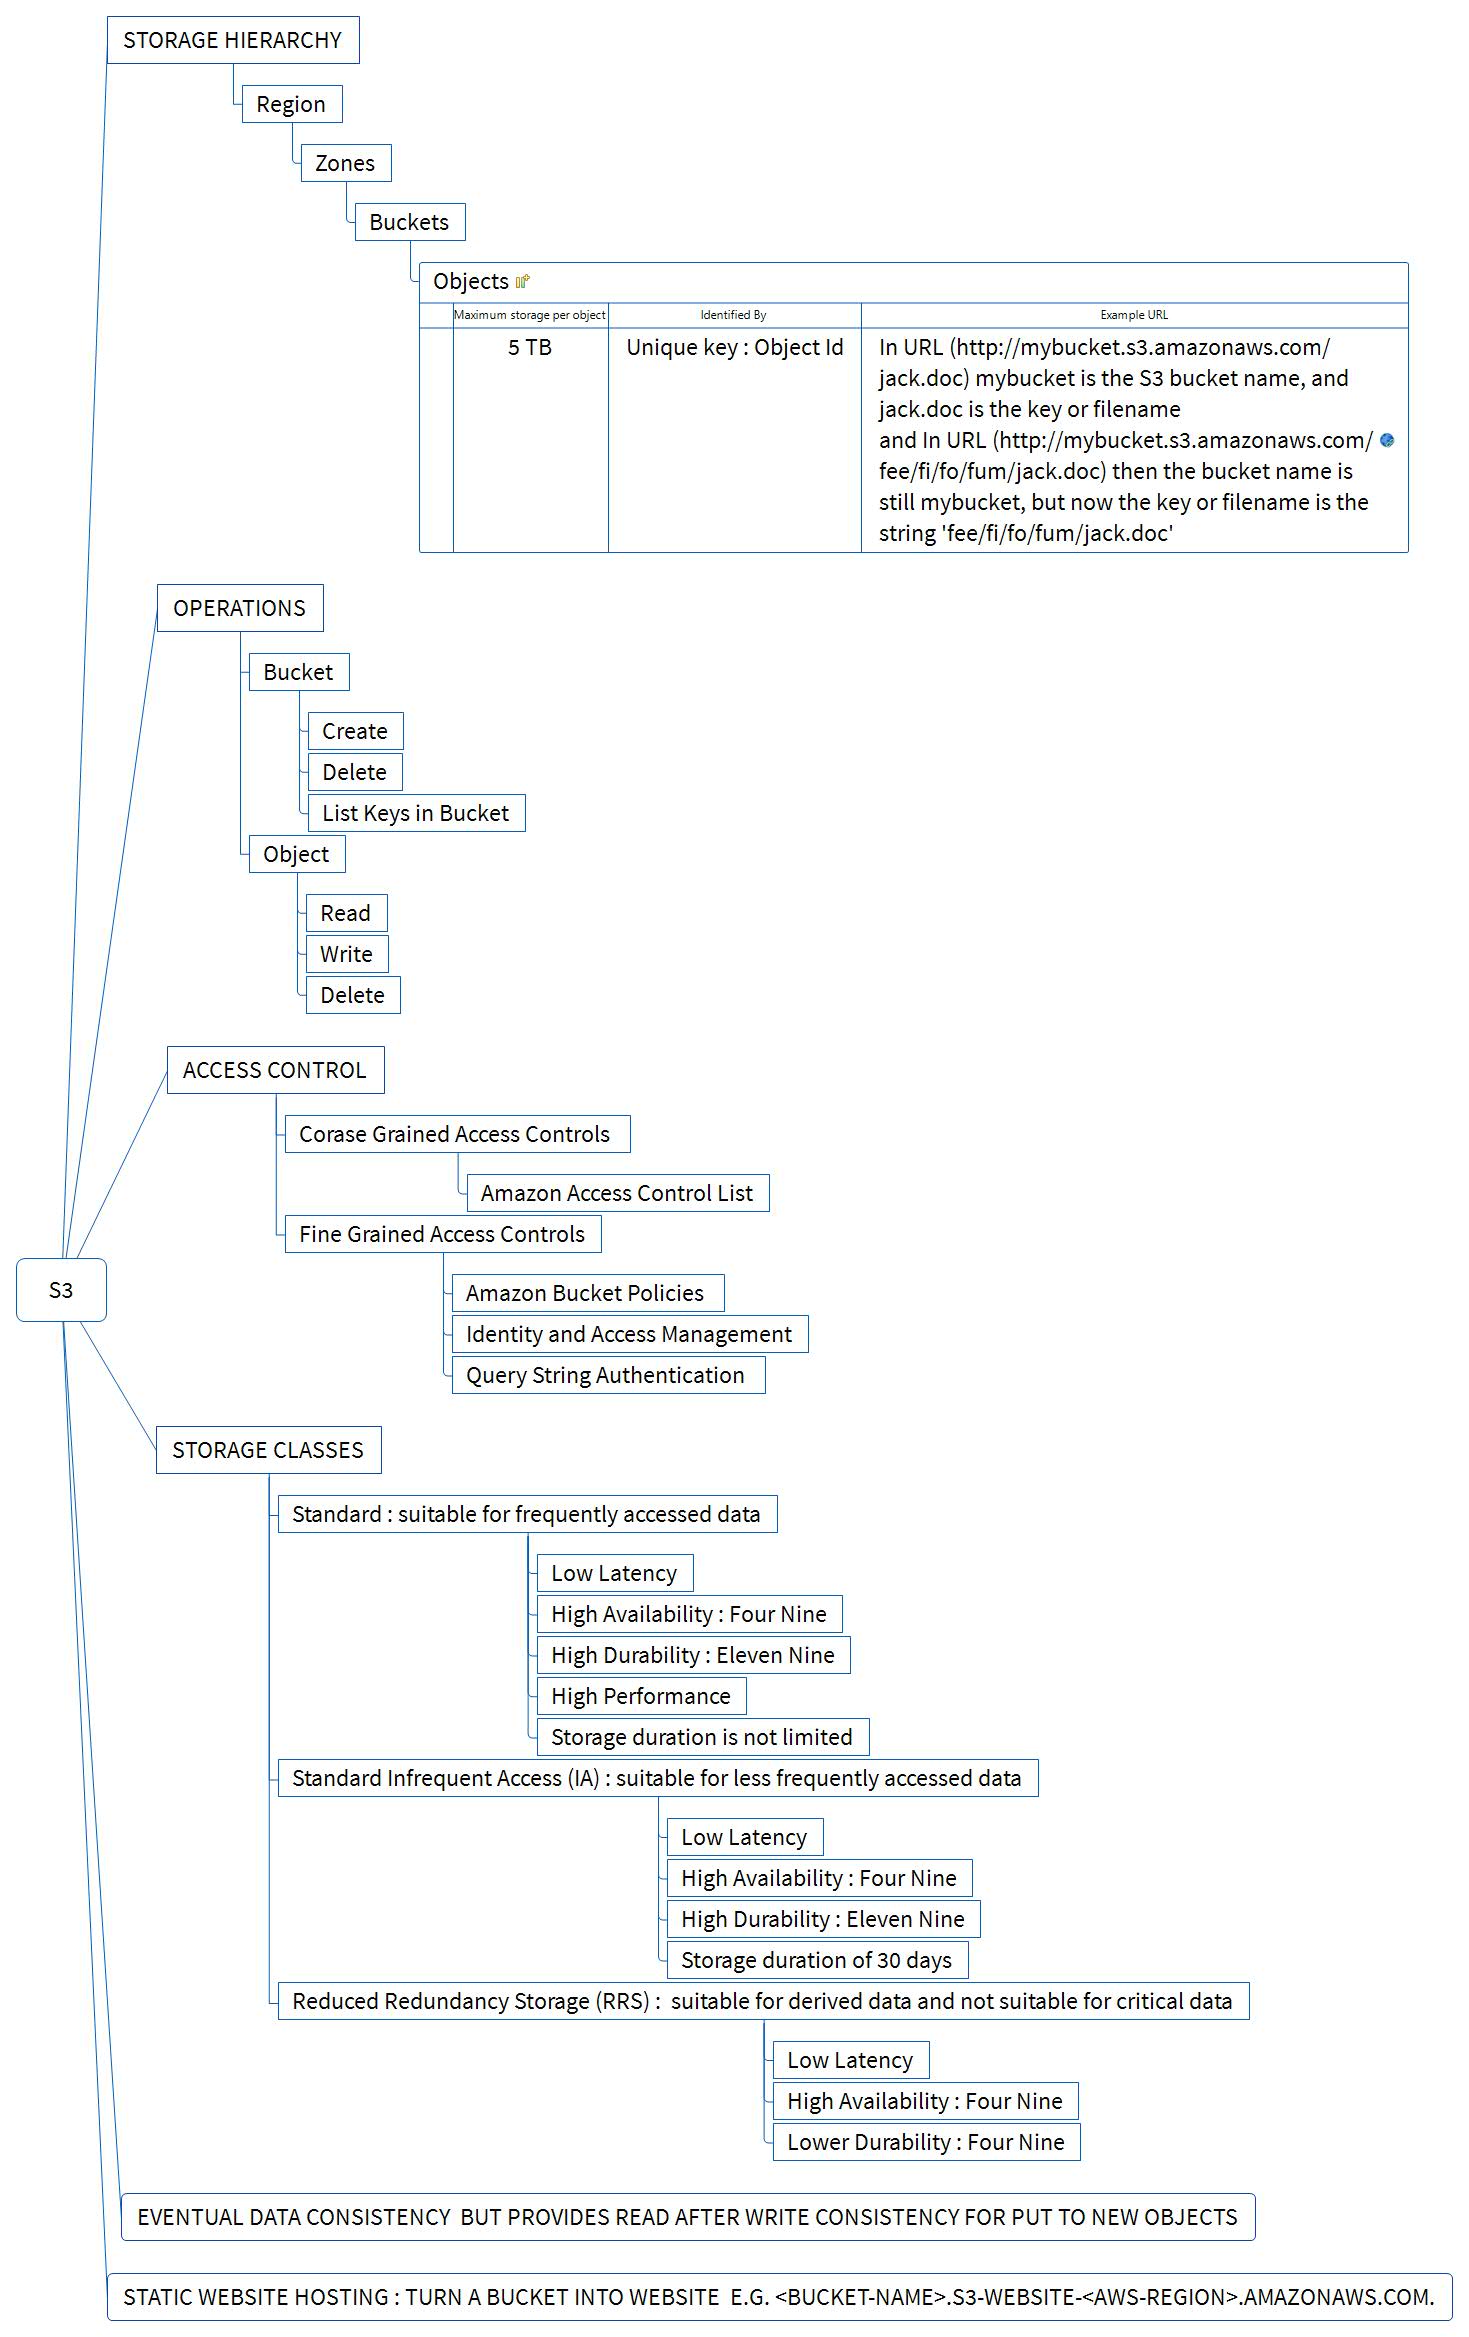 STORAGE HIERARCHY
Region
Zones
Buckets
Objects
Maximum storage per object
Identified By
Example URL
5 TB
Unique key : Object Id
In URL (http://mybucket.s3.amazonaws.com/
jack.doc) mybucket is the S3 bucket name, and
jack.doc is the key or filename
and In URL (http://mybucket.s3.amazonaws.com/
fee/fi/fo/fum/jack.doc) then the bucket name is
still mybucket, but now the key or filename is the
string 'fee/fi/fo/fum/jack.doc'
OPERATIONS
Bucket
Create
Delete
List Keys in Bucket
Object
Read
Write
Delete
ACCESS CONTROL
Corase Grained Access Controls
Amazon Access Control List
Fine Grained Access Controls
Amazon Bucket Policies
Identity and Access Management
Query String Authentication
S3
STORAGE CLASSES
Standard : suitable for frequently accessed data
Low Latency
High Availability : Four Nine
High Durability : Eleven Nine
High Performance
Storage duration is not limited
Standard Infrequent Access (IA) : suitable for less frequently accessed data
Low Latency
High Availability : Four Nine
High Durability : Eleven Nine
Storage duration of 30 days
Reduced Redundancy Storage (RRS) :  suitable for derived data and not suitable for critical data
Low Latency
High Availability : Four Nine
Lower Durability : Four Nine
EVENTUAL DATA CONSISTENCY  BUT PROVIDES READ AFTER WRITE CONSISTENCY FOR PUT TO NEW OBJECTS
STATIC WEBSITE HOSTING : TURN A BUCKET INTO WEBSITE  E.G. <BUCKET-NAME>.S3-WEBSITE-<AWS-REGION>.AMAZONAWS.COM.